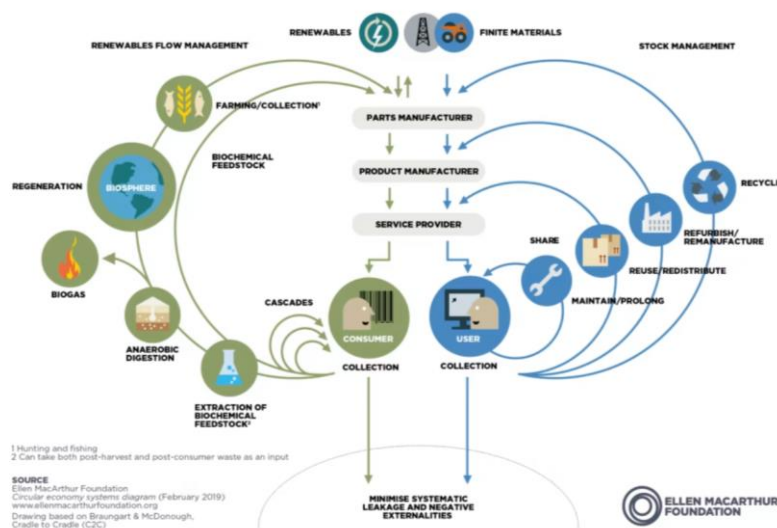 RENEWABLES FLOW MANAGEMENT
RENEWABLES
FINITE MATERIALS
STOCK MANAGEMENT
FARMING/COLLECTION¹
PARTS MANUFACTURER
BIOCHEMICAL
FEEDSTOCK
PRODUCT MANUFACTURER
REGENERATION
BIOSPHERE
RECYCLE
SERVICE PROVIDER
SHARE
REFURBISH/
REMANUFACTURE
REUSE/REDISTRIBUTE
BIOGAS
CASCADES
MAINTAIN/PROLONG
CONSUMER
USER
ANAEROBIC
DIGESTION
COLLECTION
COLLECTION
EXTRACTION OF
BIOCHEMICAL
FEEDSTOCK²
1 Hunting and fishing
2 Can take both post-harvest and post-consumer waste as an input
SOURCE
Ellen MacArthur Foundation
Circular economy systems diagram (February 2019)
www.ellenmacarthurfoundation.org
Drawing based on Braungart & McDonough,
Cradle to Cradle (C2C)
MINIMISE SYSTEMATIC
LEAKAGE AND NEGATIVE
EXTERNALITIES
ELLEN MACARTHUR
FOUNDATION